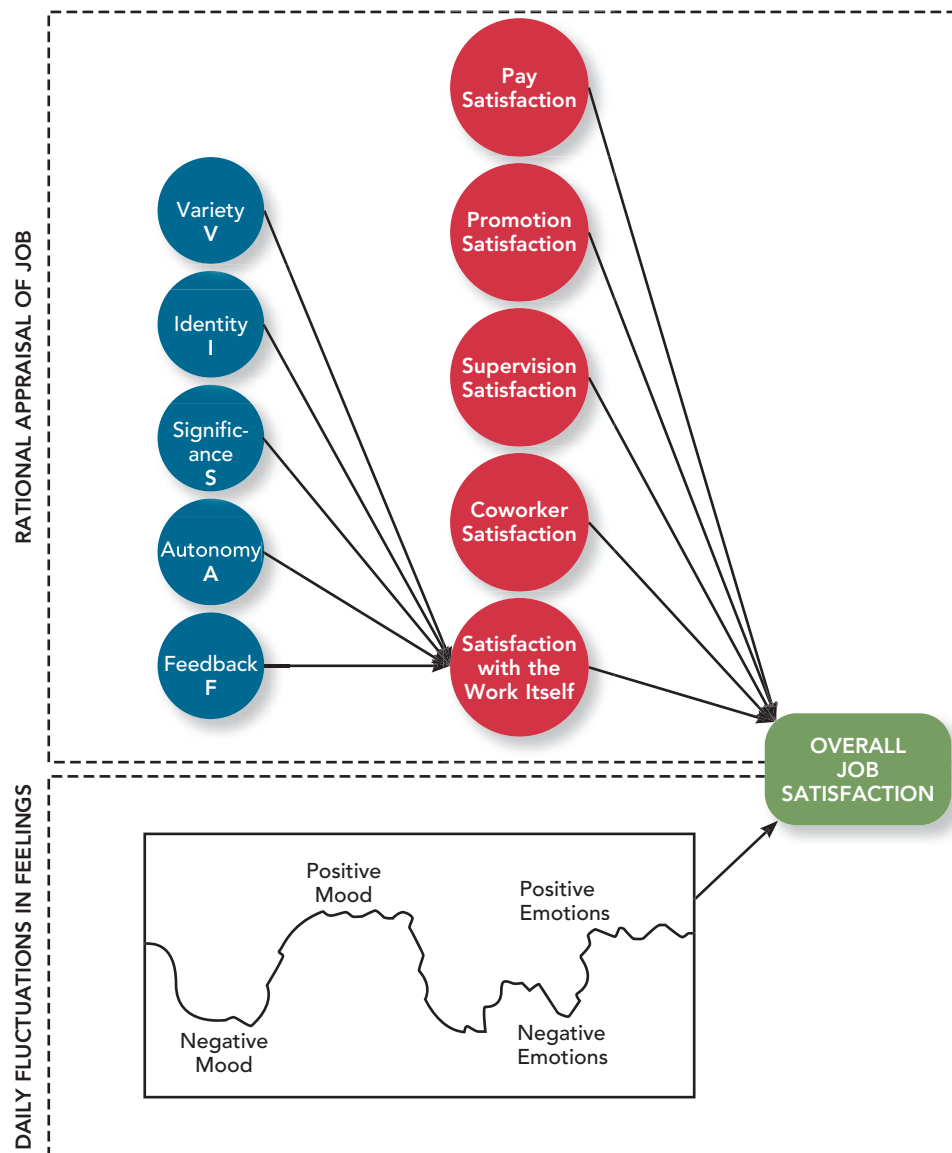 RATIONAL APPRAISAL OF JOB
Variety
V
Identity
I
Signific-
ance
S
Autonomy
A
Feedback
F
Pay
Satisfaction
Promotion
Satisfaction
Supervision
Satisfaction
Coworker
Satisfaction
Satisfaction
with the
Work Itself
OVERALL
JOB
SATISFACTION
DAILY FLUCTUATIONS IN FEELINGS
Positive
Mood
Negative
Mood
Positive
Emotions
Negative
Emotions